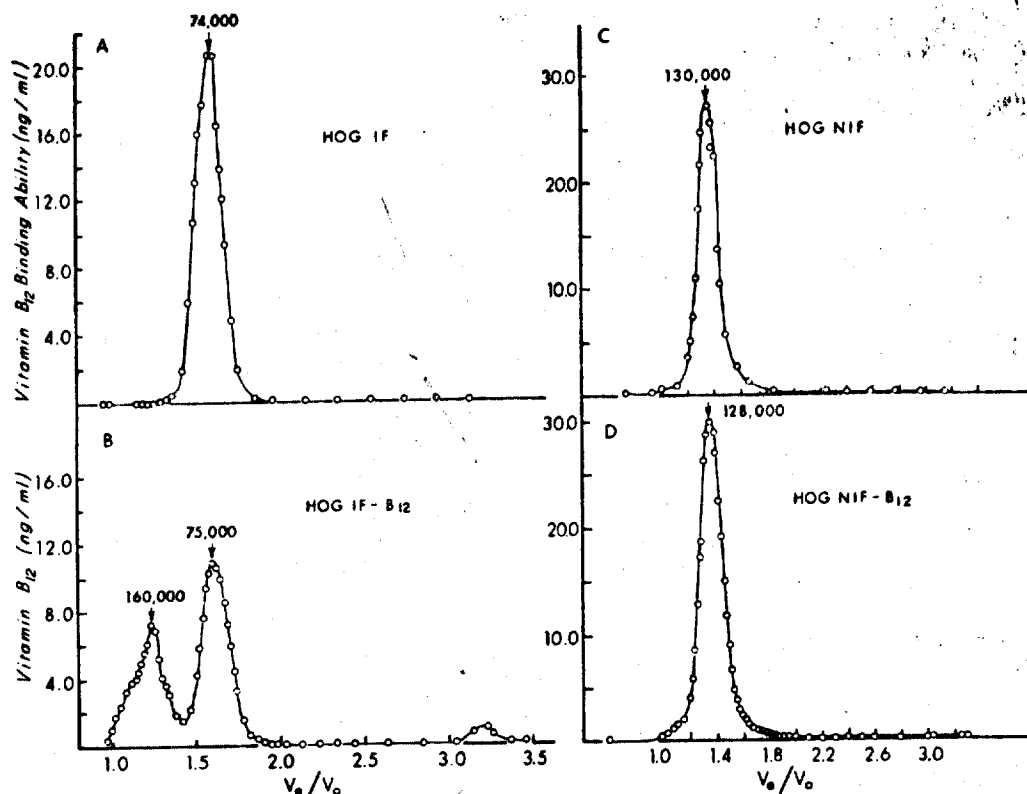 A
74,000
20.0
16.0
12.0
8.0
4.0
HOG IF
Vitamin B12 Binding Ability (ng/ml)
B
16.0
12.0
8.0
4.0
HOG IF-B12
160,000
75,000
Vitamin B12 (ng/ml)
1.0 1.5 2.0 2.5 3.0 3.5
Ve/Vo
C
130,000
30.0
20.0
10.0
HOG NIF
D
128,000
30.0
20.0
10.0
HOG NIF-B12
1.0 1.4 1.8 2.2 2.6 3.0
Ve/Vo